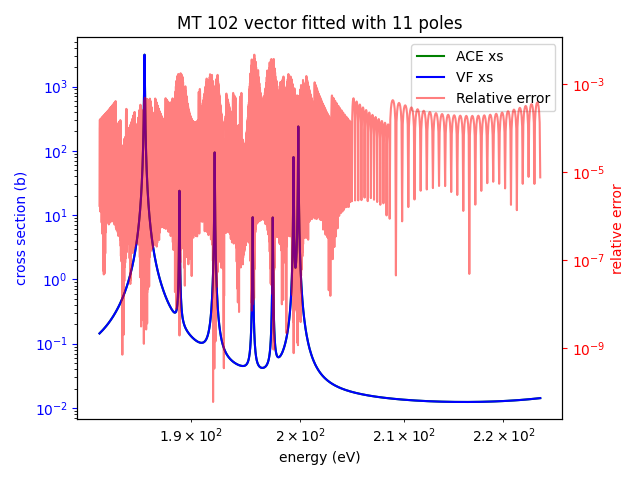 MT 102 vector fitted with 11 poles
ACE xs
VF xs
Relative error
cross section (b)
10³
10²
10¹
10⁰
10⁻¹
10⁻²
10⁻³
10⁻⁵
10⁻⁷
10⁻⁹
relative error
1.9 × 10²
2 × 10²
2.1 × 10²
2.2 × 10²
energy (eV)